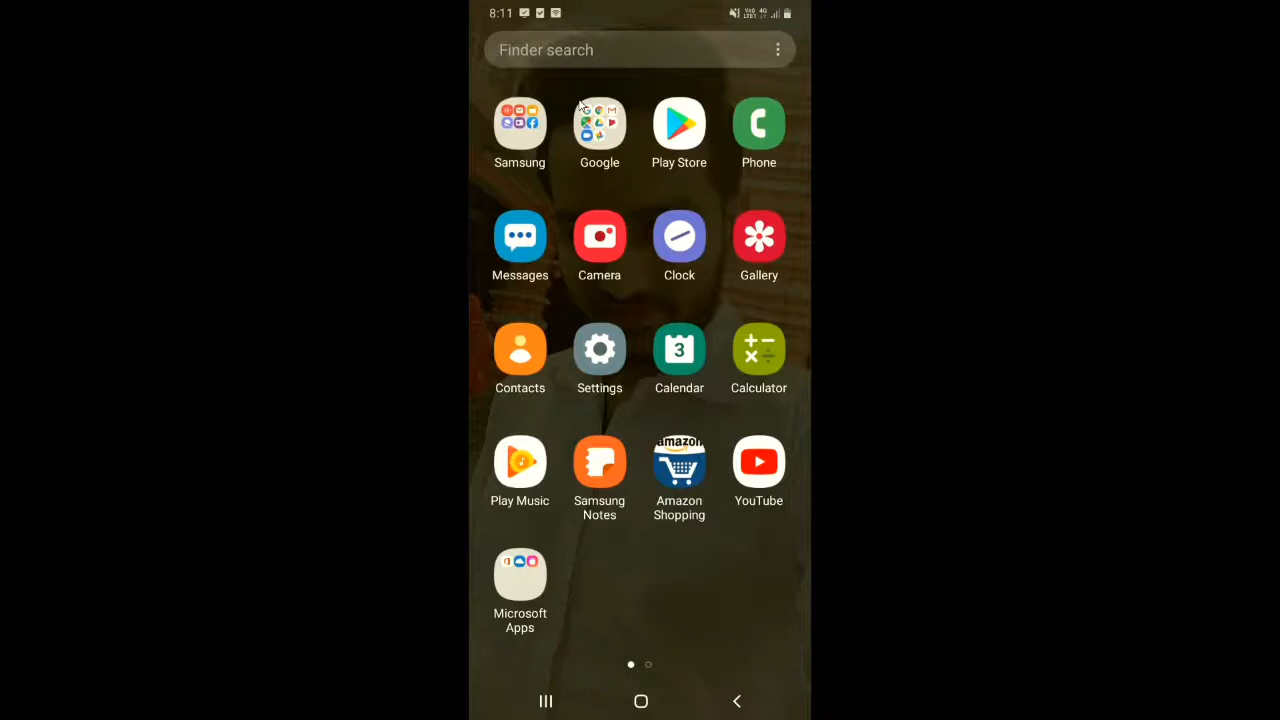 8:11
Finder search
Samsung
Google
Play Store
Phone
Messages
Camera
Clock
Gallery
Contacts
Settings
3
Calendar
Calculator
Play Music
Samsung
Notes
amazon
Amazon
Shopping
YouTube
Microsoft
Apps